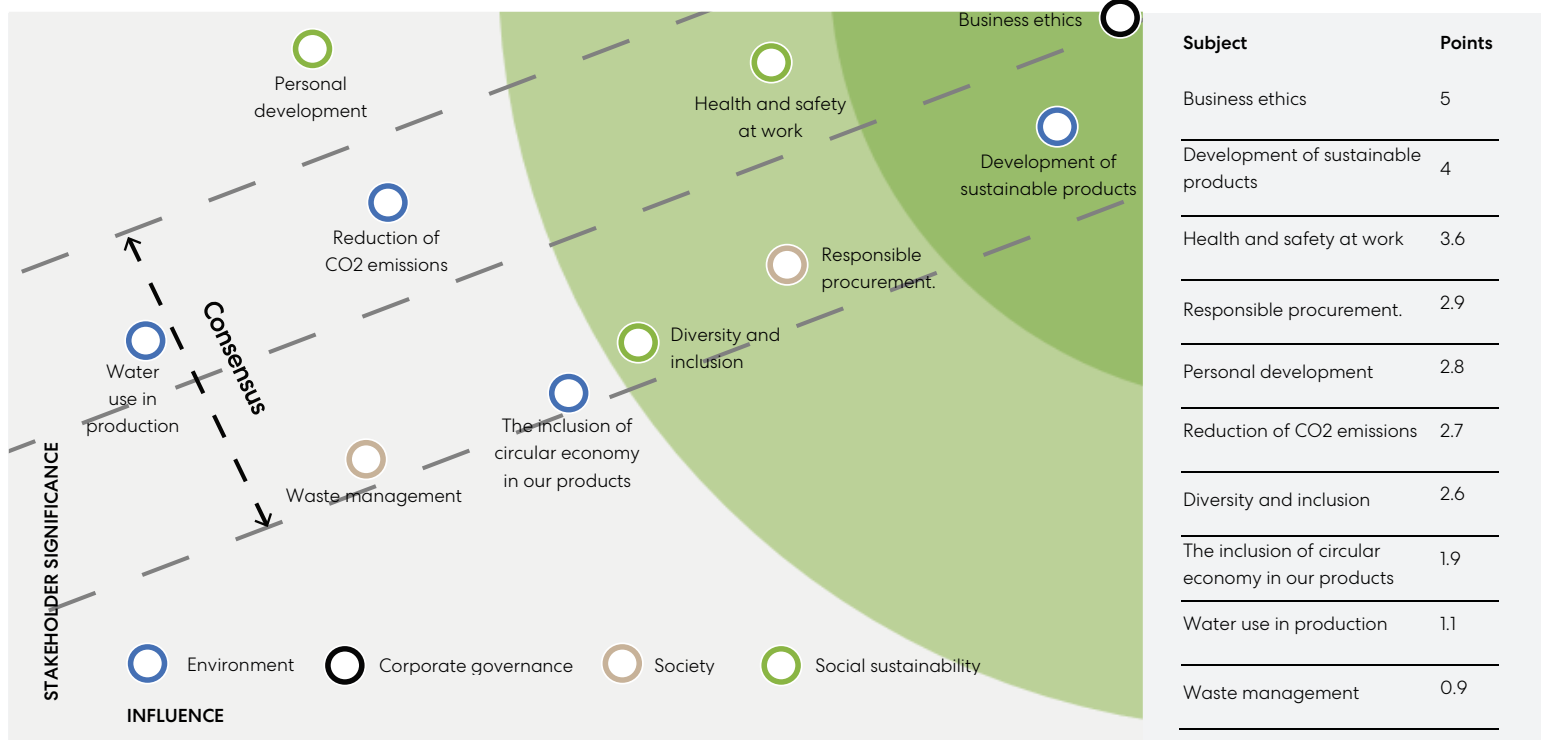 Business ethics
Personal
development
Health and safety
at work
Development of
sustainable products
Reduction of
CO2 emissions
Responsible
procurement.
Consensus
Water
use in
production
Diversity and
inclusion
The inclusion of
circular economy
in our products
Waste management
STAKEHOLDER SIGNIFICANCE
Environment
Corporate governance
Society
Social sustainability
INFLUENCE
Subject Points
Business ethics 5
Development of sustainable
products 4
Health and safety at work 3.6
Responsible procurement. 2.9
Personal development 2.8
Reduction of CO2 emissions 2.7
Diversity and inclusion 2.6
The inclusion of circular
economy in our products 1.9
Water use in production 1.1
Waste management 0.9